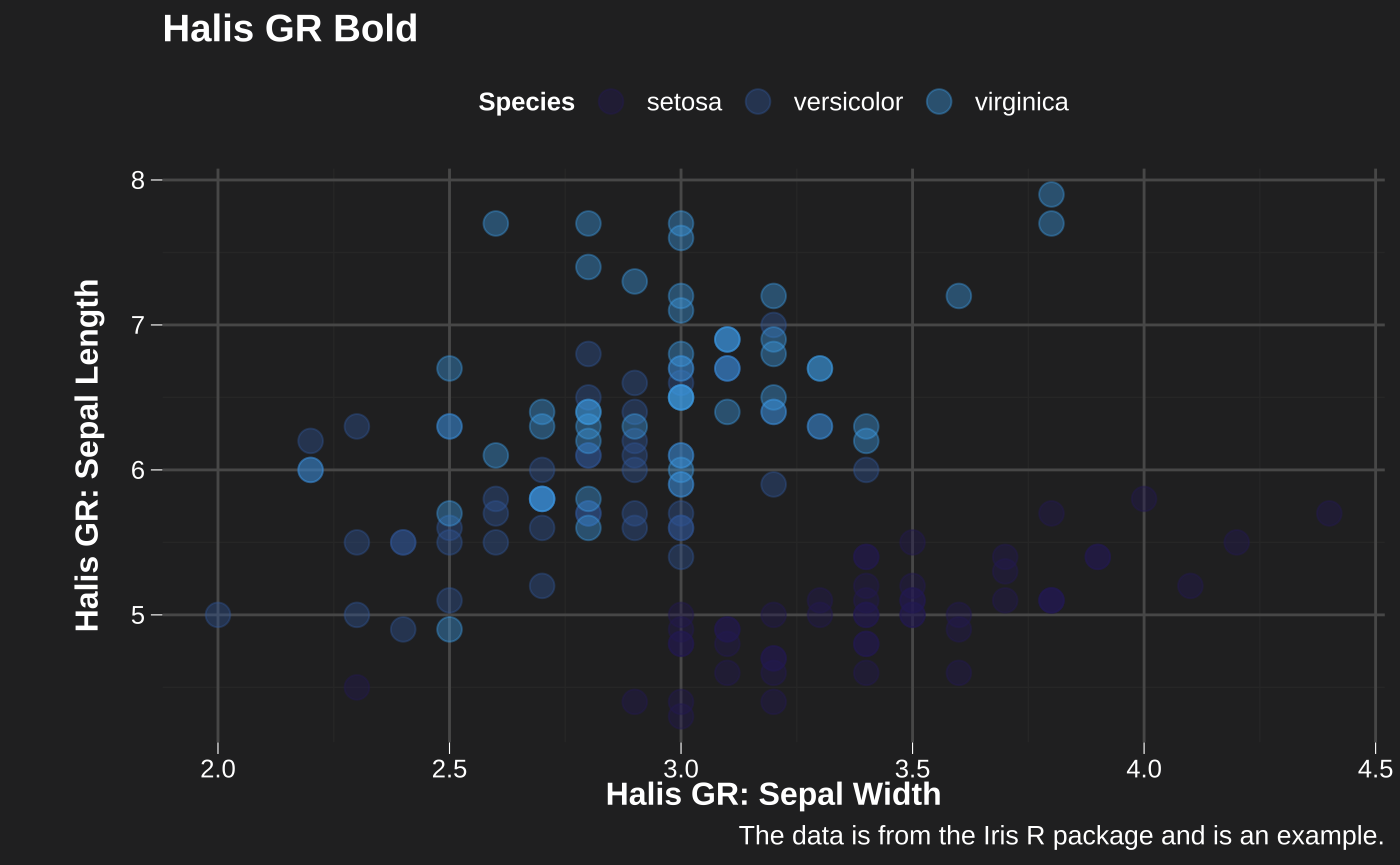 Halis GR Bold
Species setosa versicolor virginica
Halis GR: Sepal Length
8
7
6
5
2.0 2.5 3.0 3.5 4.0 4.5
Halis GR: Sepal Width
The data is from the Iris R package and is an example.